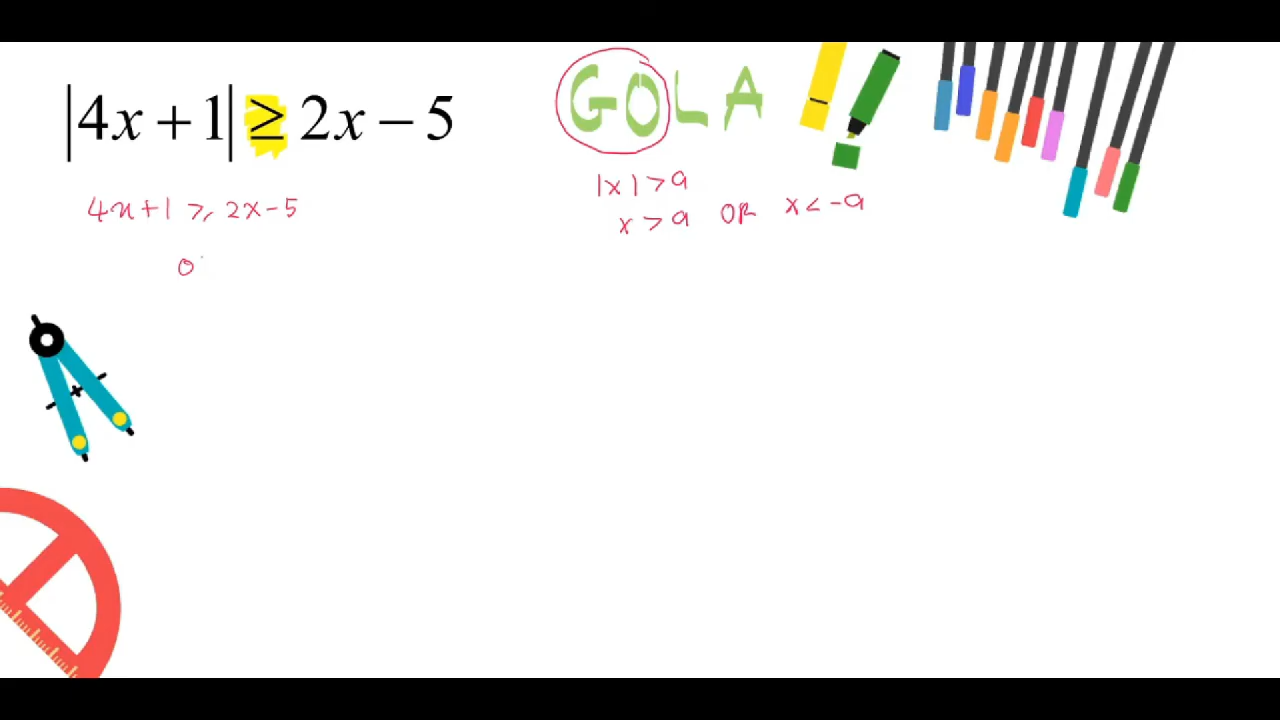 |4x + 1| ≥ 2x − 5
GOLA
|x| > a
x > a OR x < -a
4x+1 ≥ 2x-5
O